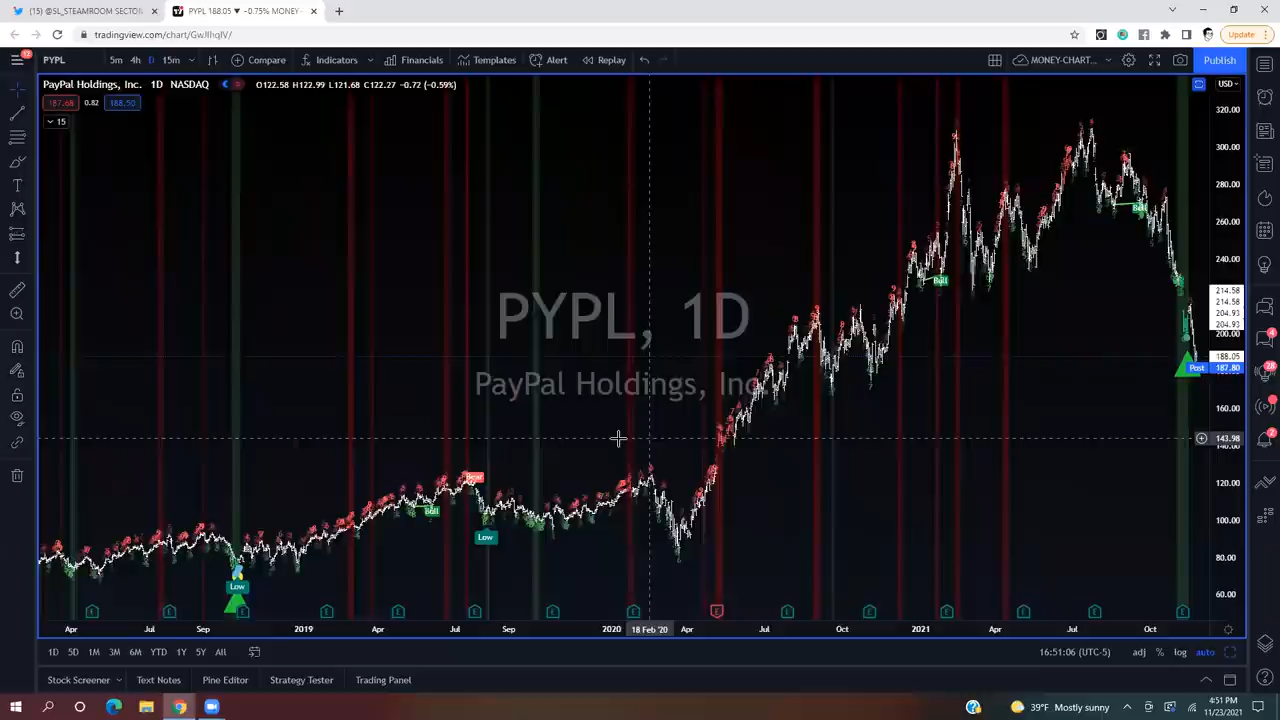 (15) @SL_STEAMROOM SECTOR
PYPL 188.05 ▼ −0.75% MONEY-
tradingview.com/chart/GwJIhqIV/
Update
PYPL
5m 4h D 15m
Compare
Indicators
Financials
Templates
Alert
Replay
MONEY-CHART...
Publish
PayPal Holdings, Inc. 1D NASDAQ
O122.58 H122.99 L121.68 C122.27 −0.72 (−0.59%)
USD
187.68 0.82 188.50
15
320.00
300.00
280.00
260.00
240.00
214.58
214.58
204.93
204.93
200.00
188.05
Post 187.80
160.00
143.98
140.00
120.00
100.00
80.00
60.00
PYPL, 1D
PayPal Holdings, Inc.
Bull
Bull
Bear
Bull
Low
Low
Apr Jul Sep 2019 Apr Jul Sep 2020 18 Feb '20 Apr Jul Oct 2021 Apr Jul Oct
1D 5D 1M 3M 6M YTD 1Y 5Y All
16:51:06 (UTC-5) adj % log auto
Stock Screener
Text Notes
Pine Editor
Strategy Tester
Trading Panel
39°F Mostly sunny
4:51 PM
11/23/2021